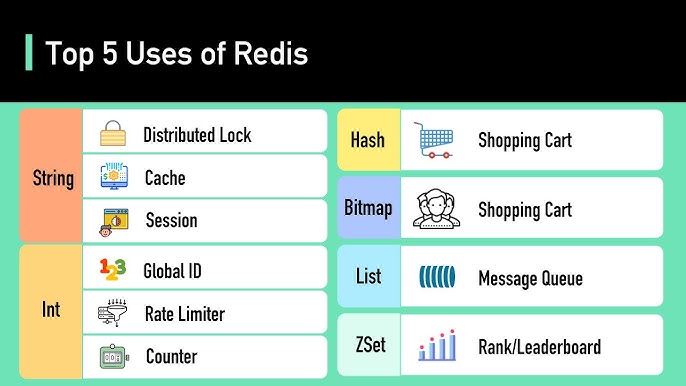 Top 5 Uses of Redis
String
Distributed Lock
Cache
Session
Int
Global ID
Rate Limiter
Counter
Hash
Shopping Cart
Bitmap
Shopping Cart
List
Message Queue
ZSet
Rank/Leaderboard